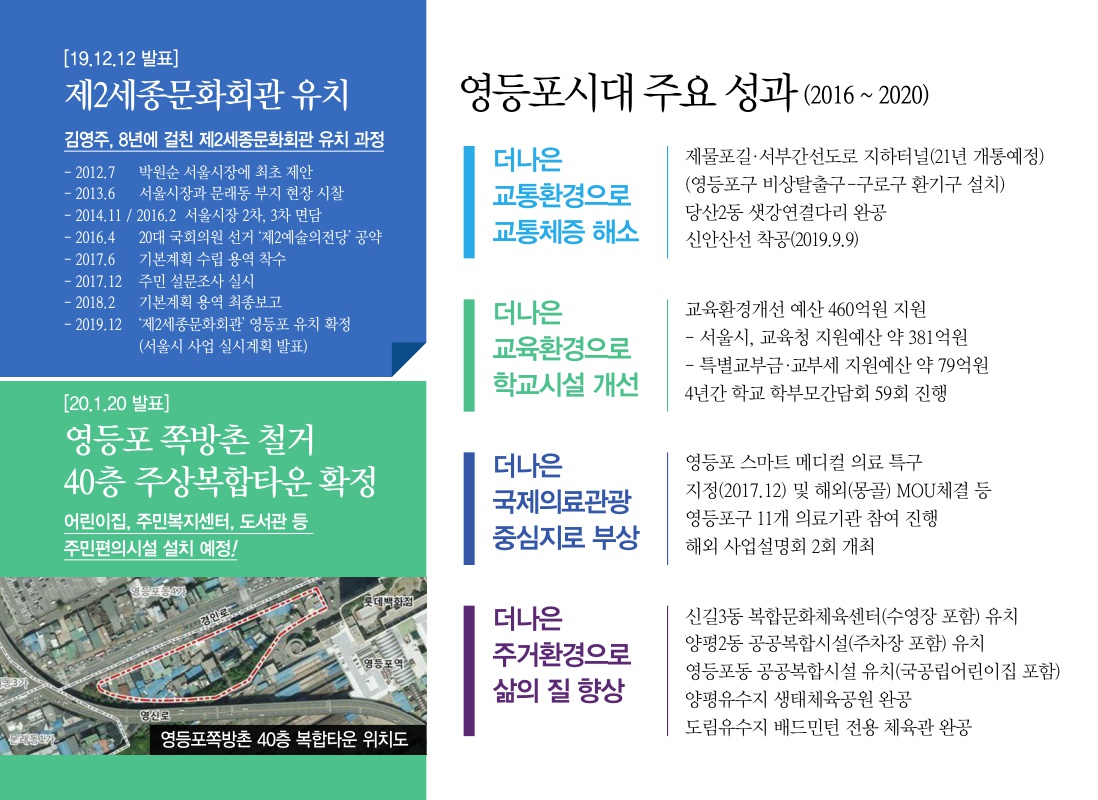 [19.12.12 발표]
제2세종문화회관 유치
김영주, 8년에 걸친 제2세종문화회관 유치 과정
- 2012.7 박원순 서울시장에 최초 제안
- 2013.6 서울시장과 문래동 부지 현장 시찰
- 2014.11 / 2016.2 서울시장 2차, 3차 면담
- 2016.4 20대 국회의원 선거 '제2예술의전당' 공약
- 2017.6 기본계획 수립 용역 착수
- 2017.12 주민 설문조사 실시
- 2018.2 기본계획 용역 최종보고
- 2019.12 '제2세종문화회관' 영등포 유치 확정
(서울시 사업 실시계획 발표)
[20.1.20 발표]
영등포 쪽방촌 철거
40층 주상복합타운 확정
어린이집, 주민복지센터, 도서관 등
주민편의시설 설치 예정!
영등포동4가
경인로
롯데백화점
영등포역
동3가
영신로
문래동1가
영등포쪽방촌 40층 복합타운 위치도
영등포시대 주요 성과 (2016 ~ 2020)
더나은
교통환경으로
교통체증 해소
제물포길·서부간선도로 지하터널(21년 개통예정)
(영등포구 비상탈출구-구로구 환기구 설치)
당산2동 샛강연결다리 완공
신안산선 착공(2019.9.9)
더나은
교육환경으로
학교시설 개선
교육환경개선 예산 460억원 지원
- 서울시, 교육청 지원예산 약 381억원
- 특별교부금·교부세 지원예산 약 79억원
4년간 학교 학부모간담회 59회 진행
더나은
국제의료관광
중심지로 부상
영등포 스마트 메디컬 의료 특구
지정(2017.12) 및 해외(몽골) MOU체결 등
영등포구 11개 의료기관 참여 진행
해외 사업설명회 2회 개최
더나은
주거환경으로
삶의 질 향상
신길3동 복합문화체육센터(수영장 포함) 유치
양평2동 공공복합시설(주차장 포함) 유치
영등포동 공공복합시설 유치(국공립어린이집 포함)
양평유수지 생태체육공원 완공
도림유수지 배드민턴 전용 체육관 완공